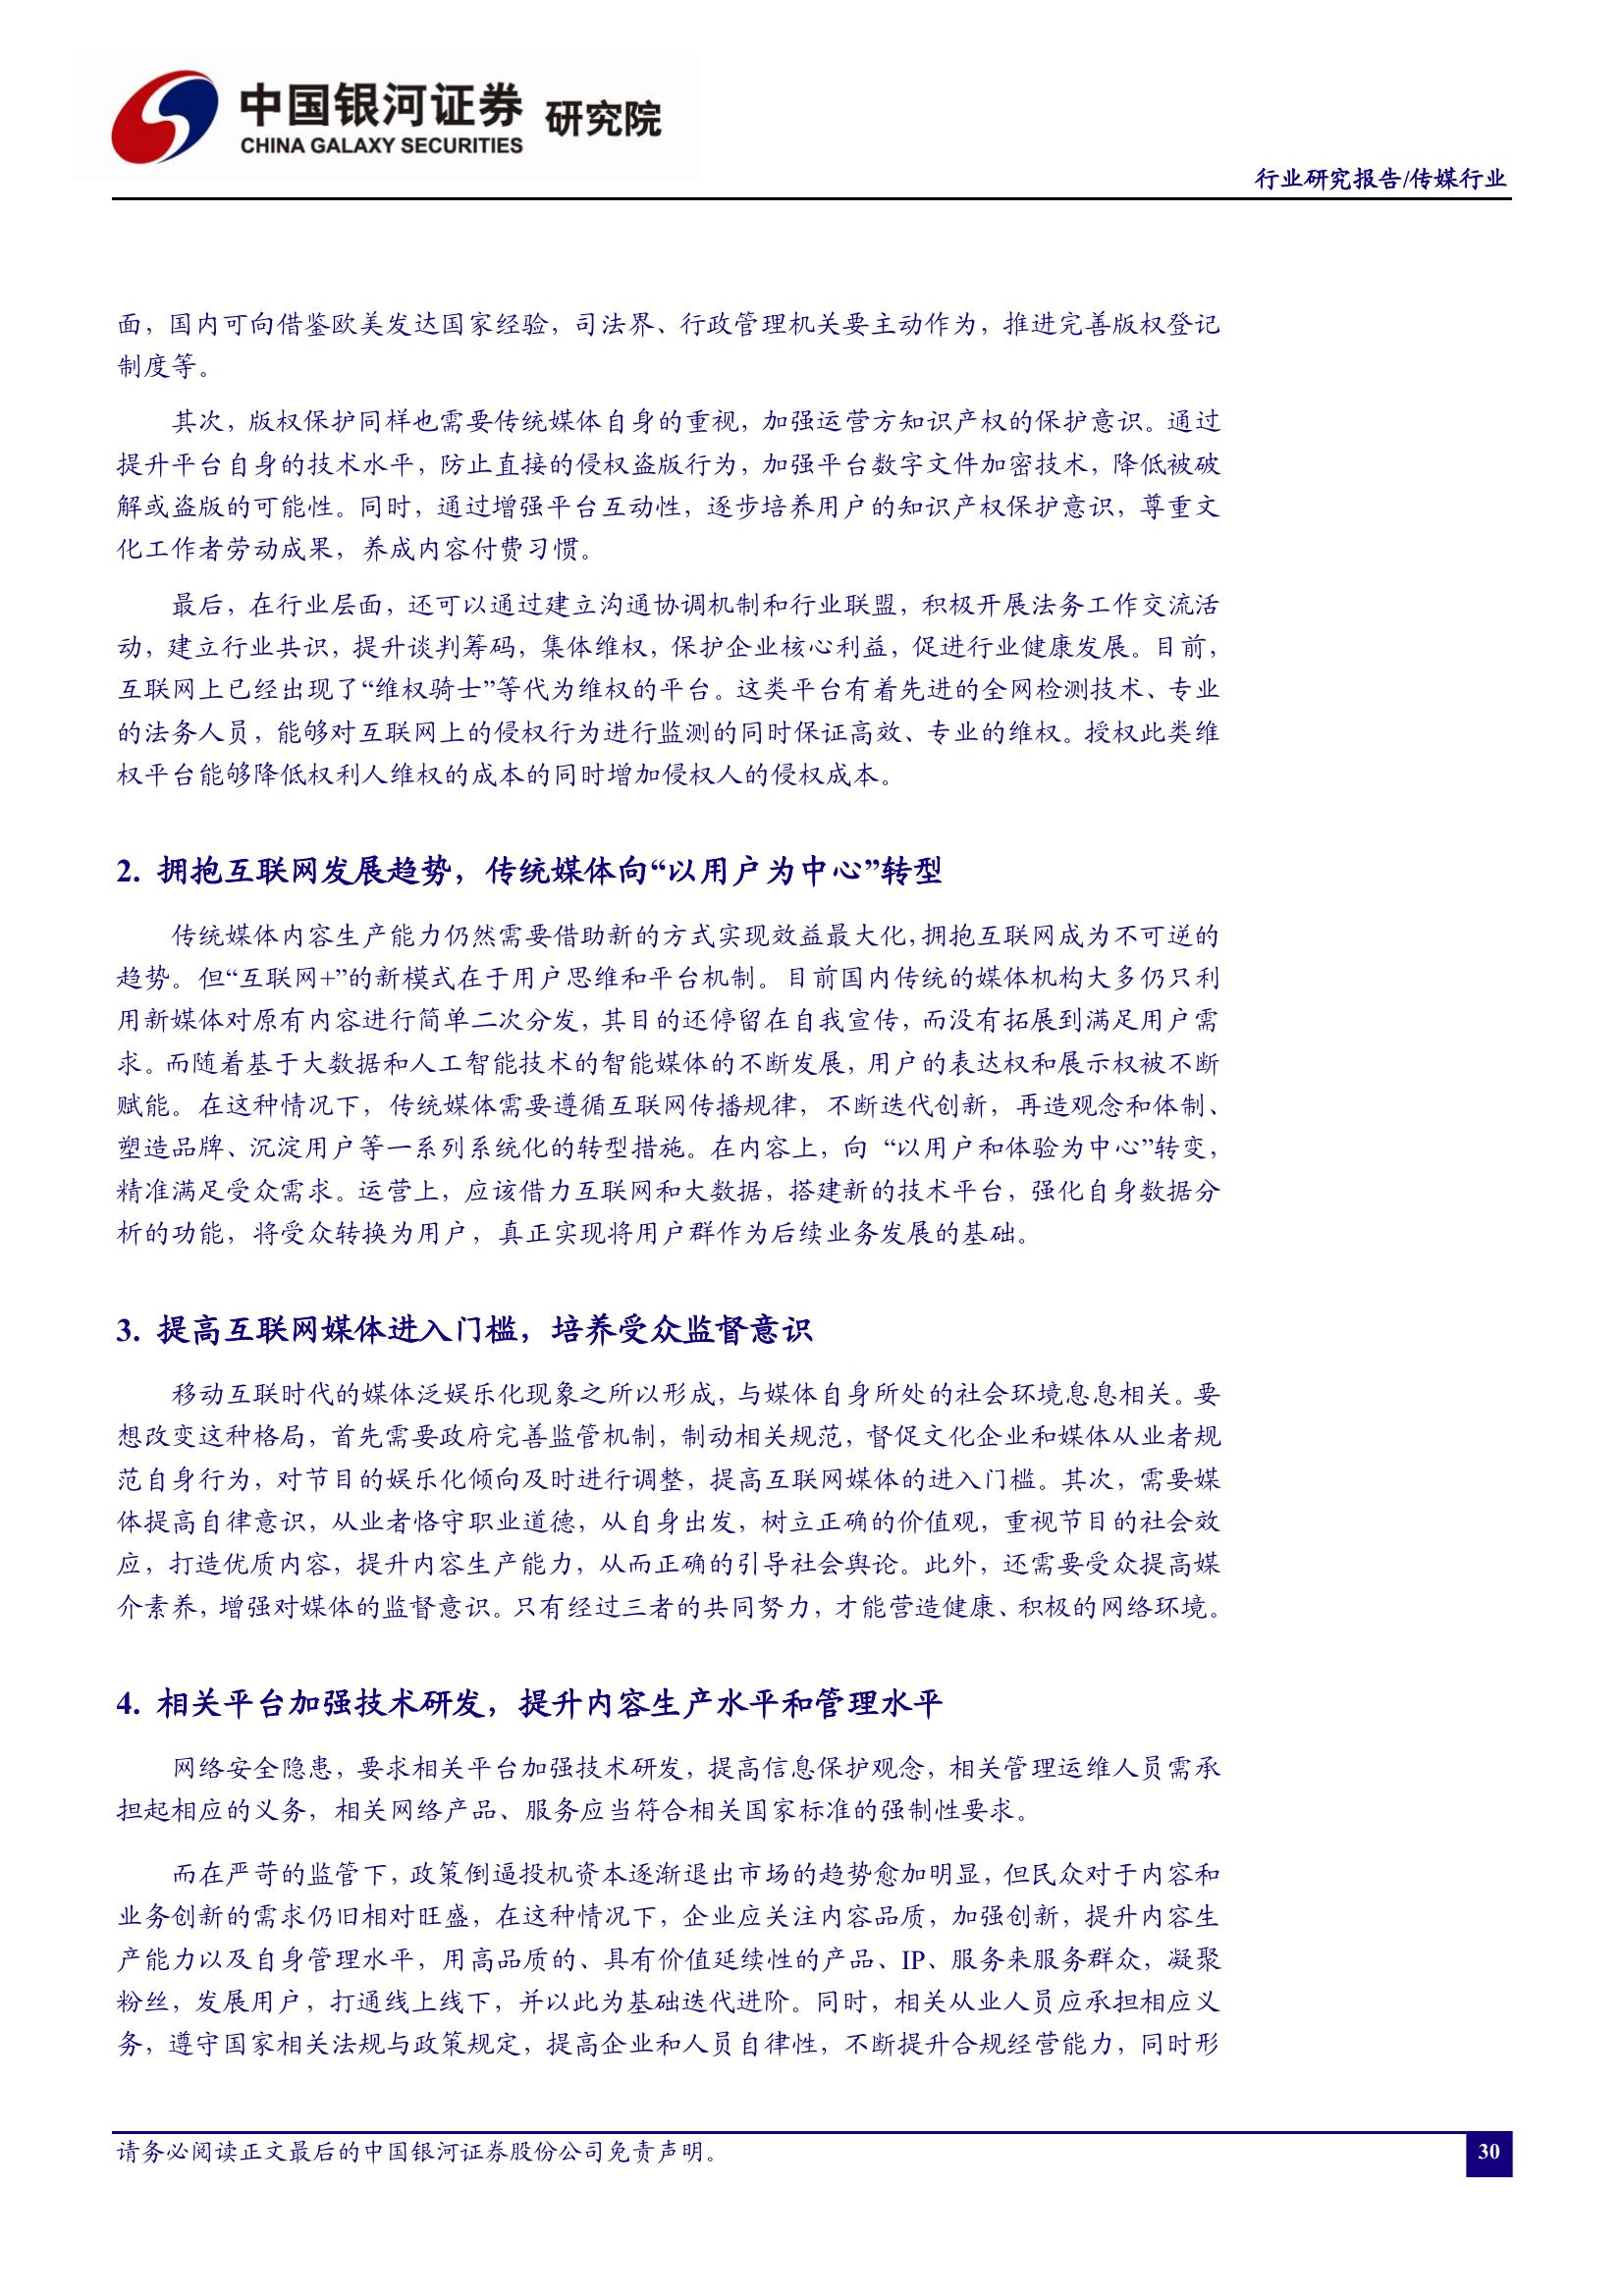 中国银河证券 研究院
CHINA GALAXY SECURITIES
行业研究报告/传媒行业
面，国内可向借鉴欧美发达国家经验，司法界、行政管理机关要主动作为，推进完善版权登记
制度等。
其次，版权保护同样也需要传统媒体自身的重视，加强运营方知识产权的保护意识。通过
提升平台自身的技术水平，防止直接的侵权盗版行为，加强平台数字文件加密技术，降低被破
解或盗版的可能性。同时，通过增强平台互动性，逐步培养用户的知识产权保护意识，尊重文
化工作者劳动成果，养成内容付费习惯。
最后，在行业层面，还可以通过建立沟通协调机制和行业联盟，积极开展法务工作交流活
动，建立行业共识，提升谈判筹码，集体维权，保护企业核心利益，促进行业健康发展。目前，
互联网上已经出现了“维权骑士”等代为维权的平台。这类平台有着先进的全网检测技术、专业
的法务人员，能够对互联网上的侵权行为进行监测的同时保证高效、专业的维权。授权此类维
权平台能够降低权利人维权的成本的同时增加侵权人的侵权成本。
2. 拥抱互联网发展趋势，传统媒体向“以用户为中心”转型
传统媒体内容生产能力仍然需要借助新的方式实现效益最大化，拥抱互联网成为不可逆的
趋势。但“互联网+”的新模式在于用户思维和平台机制。目前国内传统的媒体机构大多仍只利
用新媒体对原有内容进行简单二次分发，其目的还停留在自我宣传，而没有拓展到满足用户需
求。而随着基于大数据和人工智能技术的智能媒体的不断发展，用户的表达权和展示权被不断
赋能。在这种情况下，传统媒体需要遵循互联网传播规律，不断迭代创新，再造观念和体制、
塑造品牌、沉淀用户等一系列系统化的转型措施。在内容上，向 “以用户和体验为中心”转变，
精准满足受众需求。运营上，应该借力互联网和大数据，搭建新的技术平台，强化自身数据分
析的功能，将受众转换为用户，真正实现将用户群作为后续业务发展的基础。
3. 提高互联网媒体进入门槛，培养受众监督意识
移动互联时代的媒体泛娱乐化现象之所以形成，与媒体自身所处的社会环境息息相关。要
想改变这种格局，首先需要政府完善监管机制，制动相关规范，督促文化企业和媒体从业者规
范自身行为，对节目的娱乐化倾向及时进行调整，提高互联网媒体的进入门槛。其次，需要媒
体提高自律意识，从业者恪守职业道德，从自身出发，树立正确的价值观，重视节目的社会效
应，打造优质内容，提升内容生产能力，从而正确的引导社会舆论。此外，还需要受众提高媒
介素养，增强对媒体的监督意识。只有经过三者的共同努力，才能营造健康、积极的网络环境。
4. 相关平台加强技术研发，提升内容生产水平和管理水平
网络安全隐患，要求相关平台加强技术研发，提高信息保护观念，相关管理运维人员需承
担起相应的义务，相关网络产品、服务应当符合相关国家标准的强制性要求。
而在严苛的监管下，政策倒逼投机资本逐渐退出市场的趋势愈加明显，但民众对于内容和
业务创新的需求仍旧相对旺盛，在这种情况下，企业应关注内容品质，加强创新，提升内容生
产能力以及自身管理水平，用高品质的、具有价值延续性的产品、IP、服务来服务群众，凝聚
粉丝，发展用户，打通线上线下，并以此为基础迭代进阶。同时，相关从业人员应承担相应义
务，遵守国家相关法规与政策规定，提高企业和人员自律性，不断提升合规经营能力，同时形
请务必阅读正文最后的中国银河证券股份公司免责声明。
30